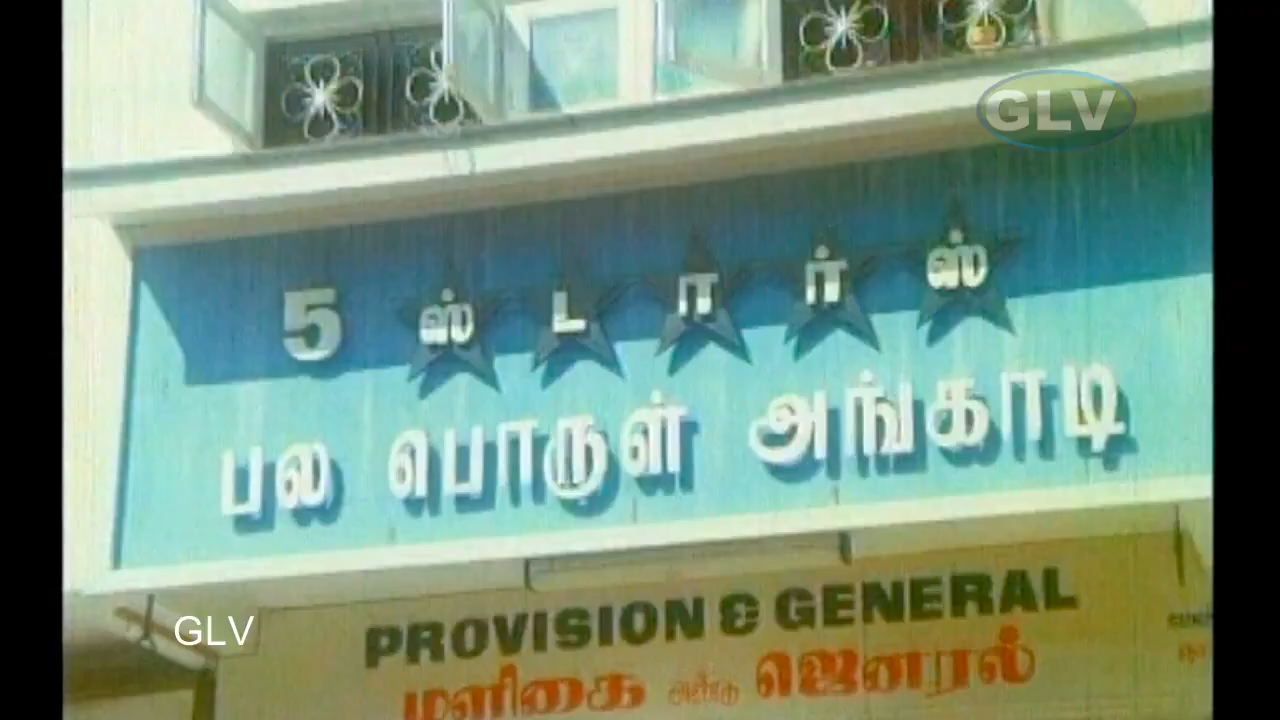 GLV
5 ஸ்டார்ஸ்
பல பொருள் அங்காடி
PROVISION & GENERAL
மளிகை அண்டு ஜெனரல்
GLV